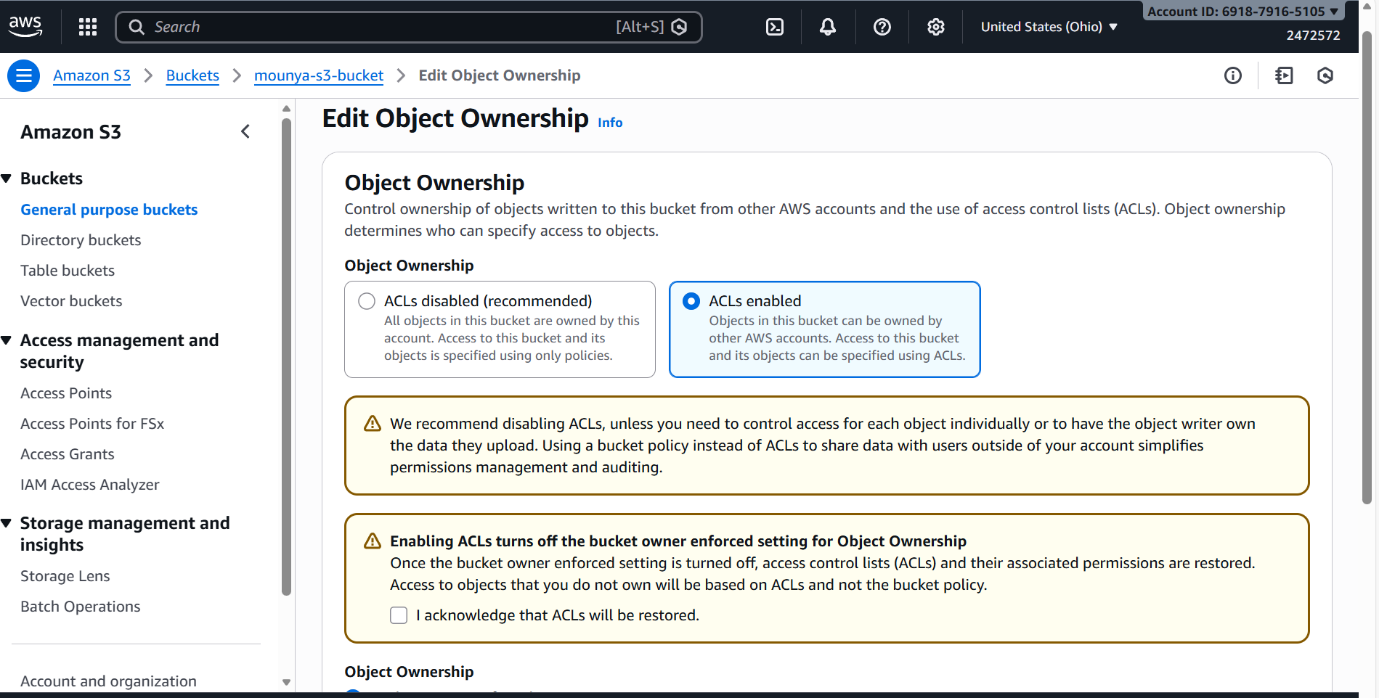 aws
Search
[Alt+S]
United States (Ohio)
Account ID: 6918-7916-5105
2472572
Amazon S3
Buckets
mounya-s3-bucket
Edit Object Ownership
Amazon S3
Buckets
General purpose buckets
Directory buckets
Table buckets
Vector buckets
Access management and
security
Access Points
Access Points for FSx
Access Grants
IAM Access Analyzer
Storage management and
insights
Storage Lens
Batch Operations
Account and organization
Edit Object Ownership Info
Object Ownership
Control ownership of objects written to this bucket from other AWS accounts and the use of access control lists (ACLs). Object ownership
determines who can specify access to objects.
Object Ownership
ACLs disabled (recommended)
All objects in this bucket are owned by this
account. Access to this bucket and its
objects is specified using only policies.
ACLs enabled
Objects in this bucket can be owned by
other AWS accounts. Access to this bucket
and its objects can be specified using ACLs.
We recommend disabling ACLs, unless you need to control access for each object individually or to have the object writer own
the data they upload. Using a bucket policy instead of ACLs to share data with users outside of your account simplifies
permissions management and auditing.
Enabling ACLs turns off the bucket owner enforced setting for Object Ownership
Once the bucket owner enforced setting is turned off, access control lists (ACLs) and their associated permissions are restored.
Access to objects that you do not own will be based on ACLs and not the bucket policy.
I acknowledge that ACLs will be restored.
Object Ownership